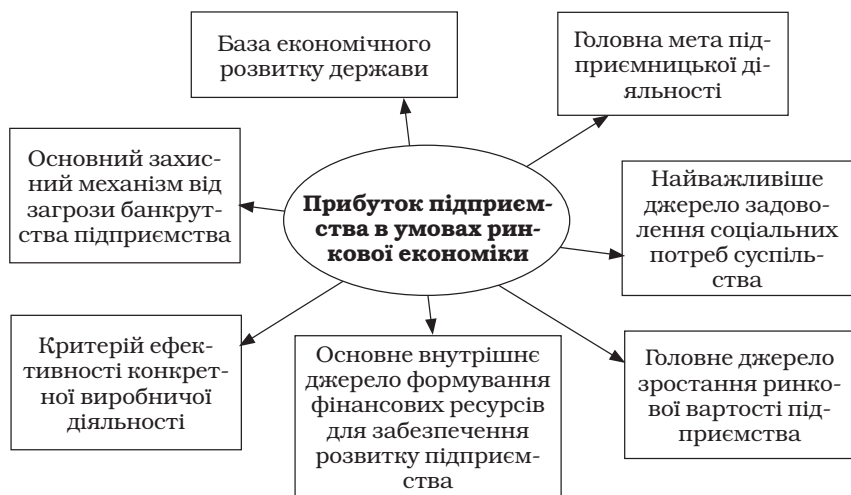 База економічного
розвитку держави
Головна мета під-
приємницької ді-
яльності
Основний захис-
ний механізм від
загрози банкрут-
ства підприємства
Прибуток підприєм-
ства в умовах рин-
кової економіки
Найважливіше
джерело задово-
лення соціальних
потреб суспіль-
ства
Критерій ефек-
тивності конкрет-
ної виробничої
діяльності
Основне внутрішнє
джерело формування
фінансових ресурсів
для забезпечення
розвитку підприєм-
ства
Головне джерело
зростання ринко-
вої вартості під-
приємства